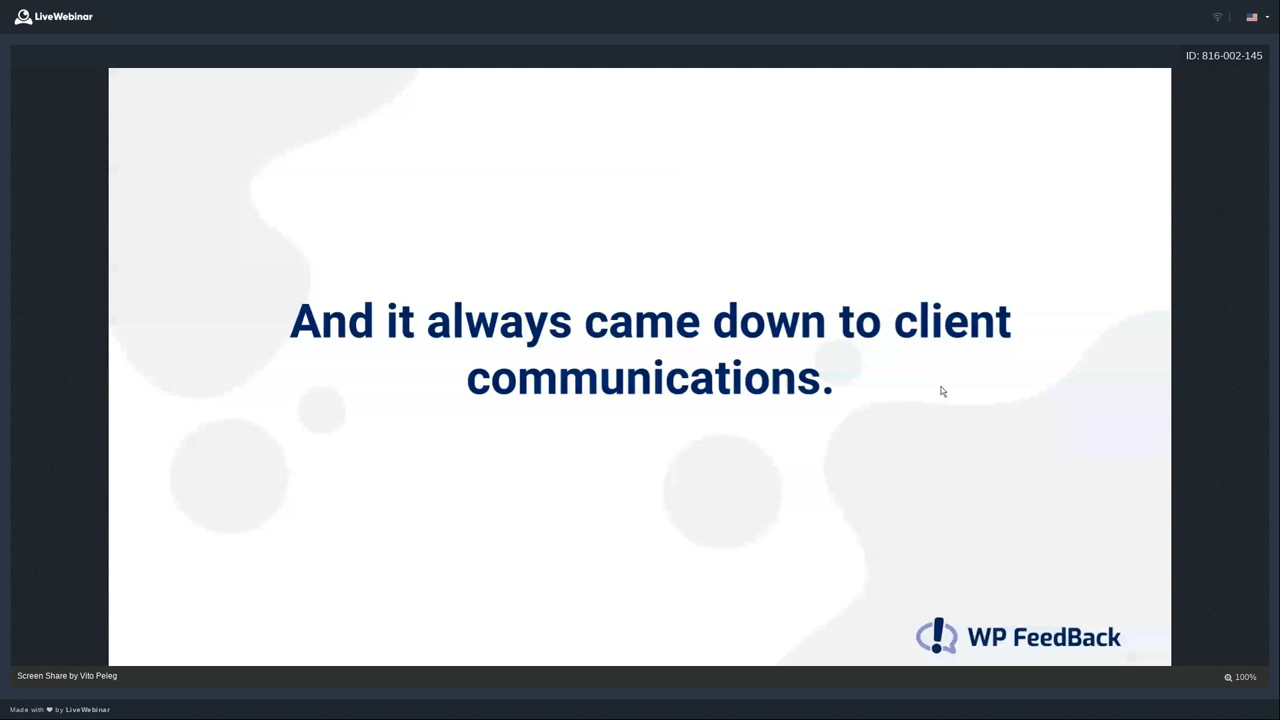 LiveWebinar
ID: 816-002-145
And it always came down to client
communications.
WP FeedBack
Screen Share by Vito Peleg
100%
Made with ❤ by LiveWebinar